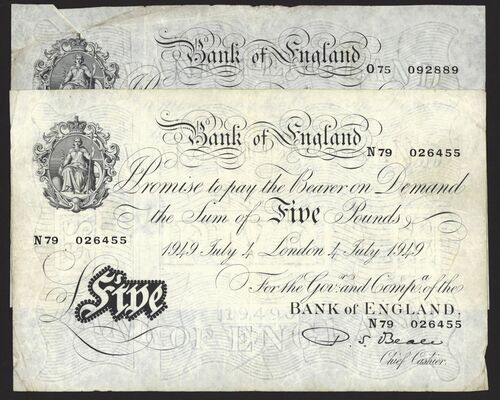 Bank of England
O75 092889
Bank of England
N79 026455
Promise to pay the Bearer on Demand
the Sum of Five Pounds
1949 July 4 London 4 July 1949
N79 026455
For the Govr. and Compa. of the
BANK of ENGLAND,
N79 026455
Five
P. S. Beale
Chief Cashier.